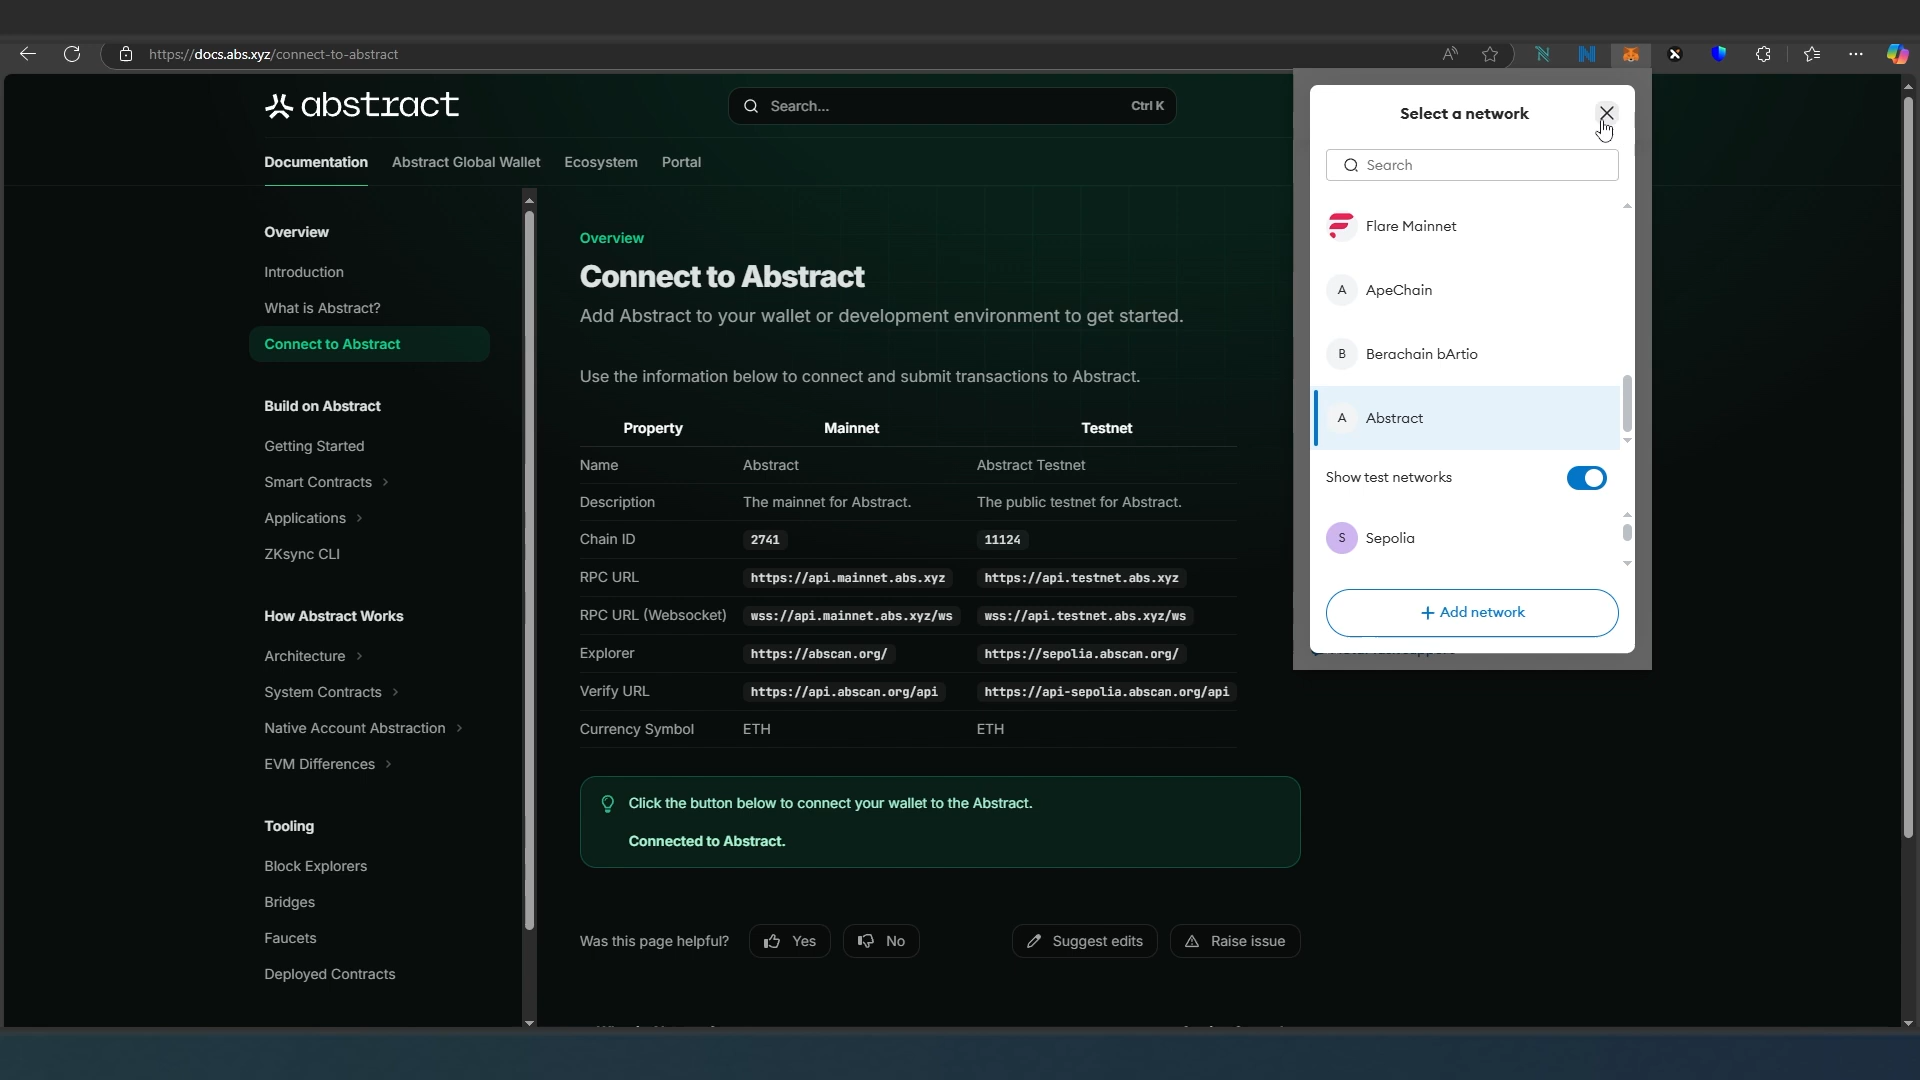 https://docs.abs.xyz/connect-to-abstract
abstract
Search...
Ctrl K
Documentation
Abstract Global Wallet
Ecosystem
Portal
Overview
Introduction
What is Abstract?
Connect to Abstract
Build on Abstract
Getting Started
Smart Contracts
Applications
ZKsync CLI
How Abstract Works
Architecture
System Contracts
Native Account Abstraction
EVM Differences
Tooling
Block Explorers
Bridges
Faucets
Deployed Contracts
Overview
Connect to Abstract
Add Abstract to your wallet or development environment to get started.
Use the information below to connect and submit transactions to Abstract.
Property Mainnet Testnet
Name Abstract Abstract Testnet
Description The mainnet for Abstract. The public testnet for Abstract.
Chain ID 2741 11124
RPC URL https://api.mainnet.abs.xyz https://api.testnet.abs.xyz
RPC URL (Websocket) wss://api.mainnet.abs.xyz/ws wss://api.testnet.abs.xyz/ws
Explorer https://abscan.org/ https://sepolia.abscan.org/
Verify URL https://api.abscan.org/api https://api-sepolia.abscan.org/api
Currency Symbol ETH ETH
Click the button below to connect your wallet to the Abstract.
Connected to Abstract.
Was this page helpful?
Yes
No
Suggest edits
Raise issue
Select a network
Search
Flare Mainnet
A ApeChain
B Berachain bArtio
A Abstract
Show test networks
S Sepolia
+ Add network